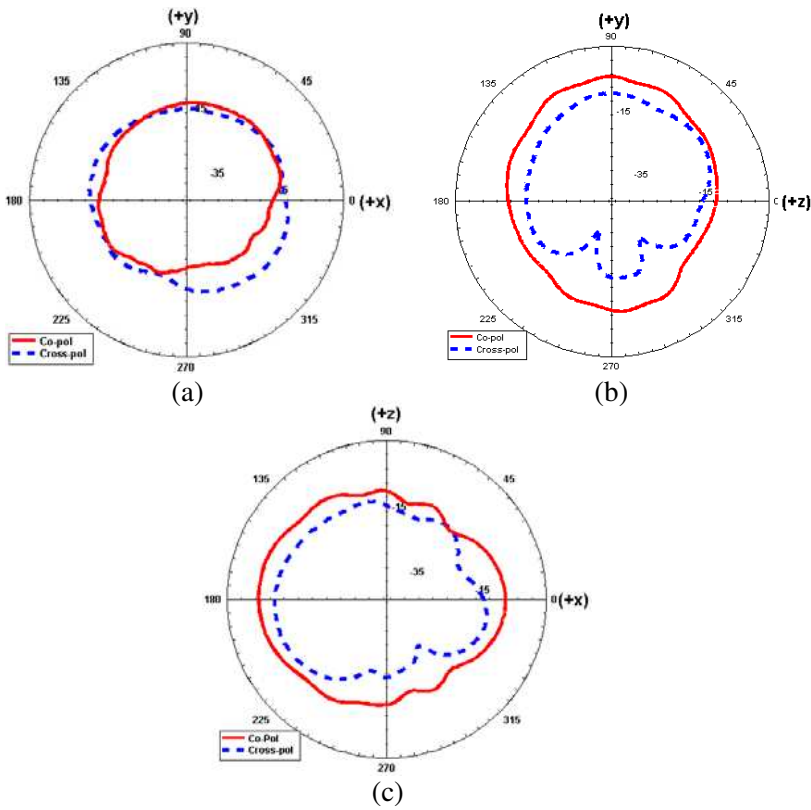 (+y)
90
135
45
-15
-35
180
-15
0
(+x)
225
315
Co-pol
Cross-pol
270
(a)
(+y)
90
135
45
-15
-35
-15
180
0
(+z)
225
315
Co-pol
Cross-pol
270
(b)
(+z)
90
135
45
-15
-35
-15
180
0
(+x)
225
315
Co-Pol
Cross-pol
270
(c)